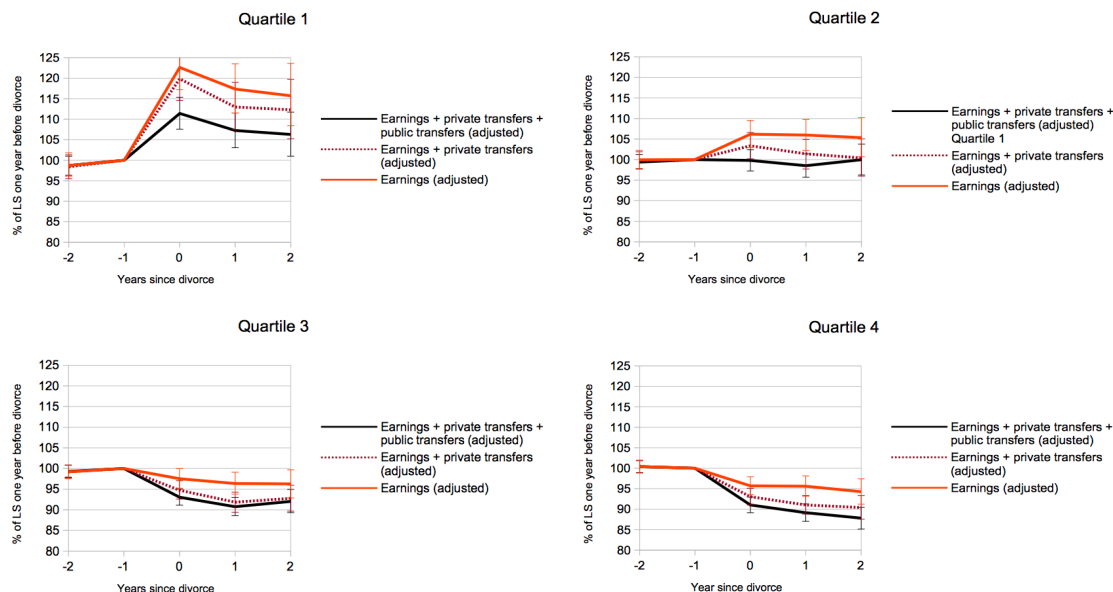 Quartile 1
% of LS one year before divorce
125
120
115
110
105
100
95
90
85
80
-2
-1
0
1
2
Years since divorce
Earnings + private transfers +
public transfers (adjusted)
Earnings + private transfers
(adjusted)
Earnings (adjusted)
Quartile 2
% of LS one year before divorce
125
120
115
110
105
100
95
90
85
80
-2
-1
0
1
2
Years since divorce
Earnings + private transfers +
public transfers (adjusted)
Quartile 1
Earnings + private transfers
(adjusted)
Earnings (adjusted)
Quartile 3
% of LS one year before divorce
125
120
115
110
105
100
95
90
85
80
-2
-1
0
1
2
Years since divorce
Earnings + private transfers +
public transfers (adjusted)
Earnings + private transfers
(adjusted)
Earnings (adjusted)
Quartile 4
% of LS one year before divorce
125
120
115
110
105
100
95
90
85
80
-2
-1
0
1
2
Year since divorce
Earnings + private transfers +
public transfers (adjusted)
Earnings + private transfers
(adjusted)
Earnings (adjusted)